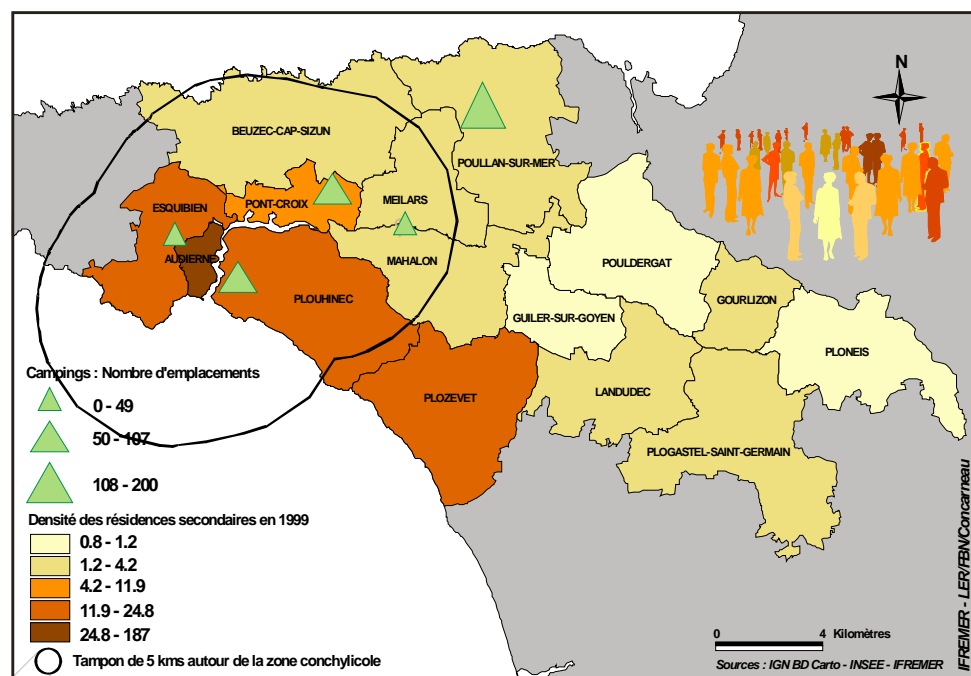 N
BEUZEC-CAP-SIZUN
POULLAN-SUR-MER
ESQUIBIEN
PONT-CROIX
MEILARS
AUDIERNE
MAHALON
POULDERGAT
PLOUHINEC
GOURLIZON
GUILER-SUR-GOYEN
PLONEIS
Campings : Nombre d'emplacements
0 - 49
50 - 107
108 - 200
PLOZEVET
LANDUDEC
PLOGASTEL-SAINT-GERMAIN
Densité des résidences secondaires en 1999
0.8 - 1.2
1.2 - 4.2
4.2 - 11.9
11.9 - 24.8
24.8 - 187
Tampon de 5 kms autour de la zone conchylicole
0 4 Kilomètres
Sources : IGN BD Carto - INSEE - IFREMER
IFREMER - LER/FBN/Concarneau